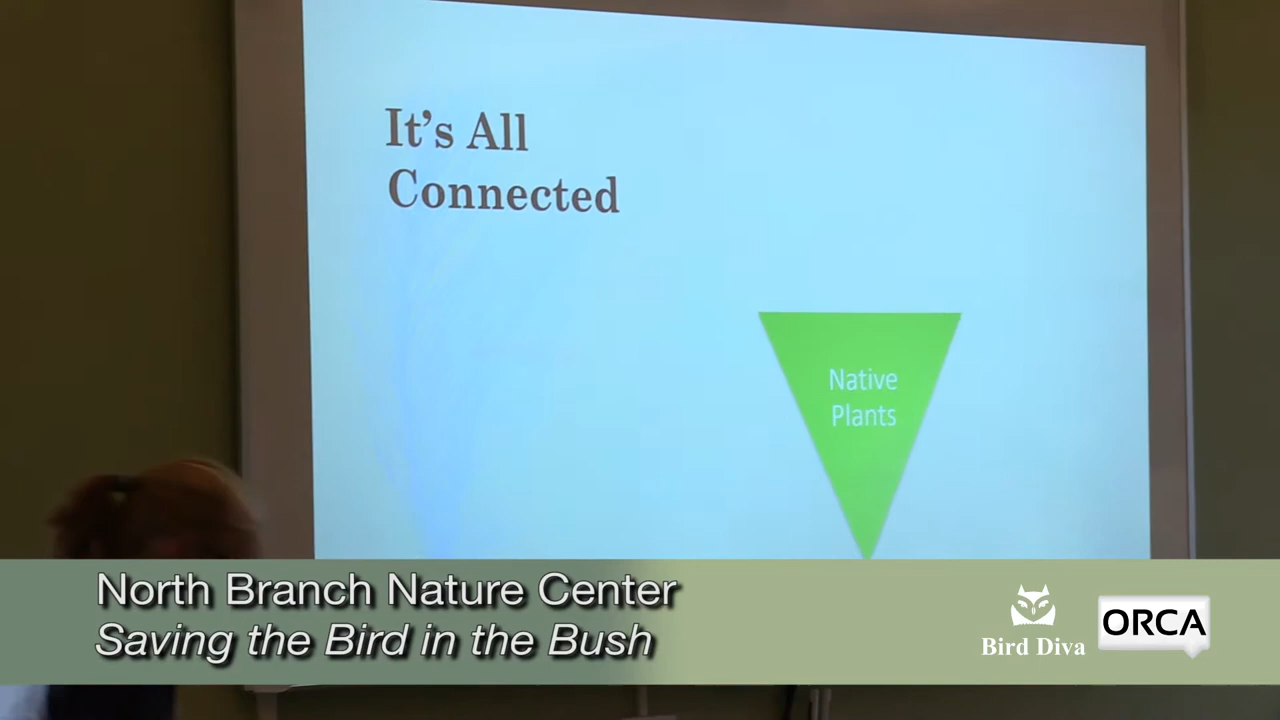 It's All
Connected
Native
Plants
North Branch Nature Center
Saving the Bird in the Bush
Bird Diva
ORCA